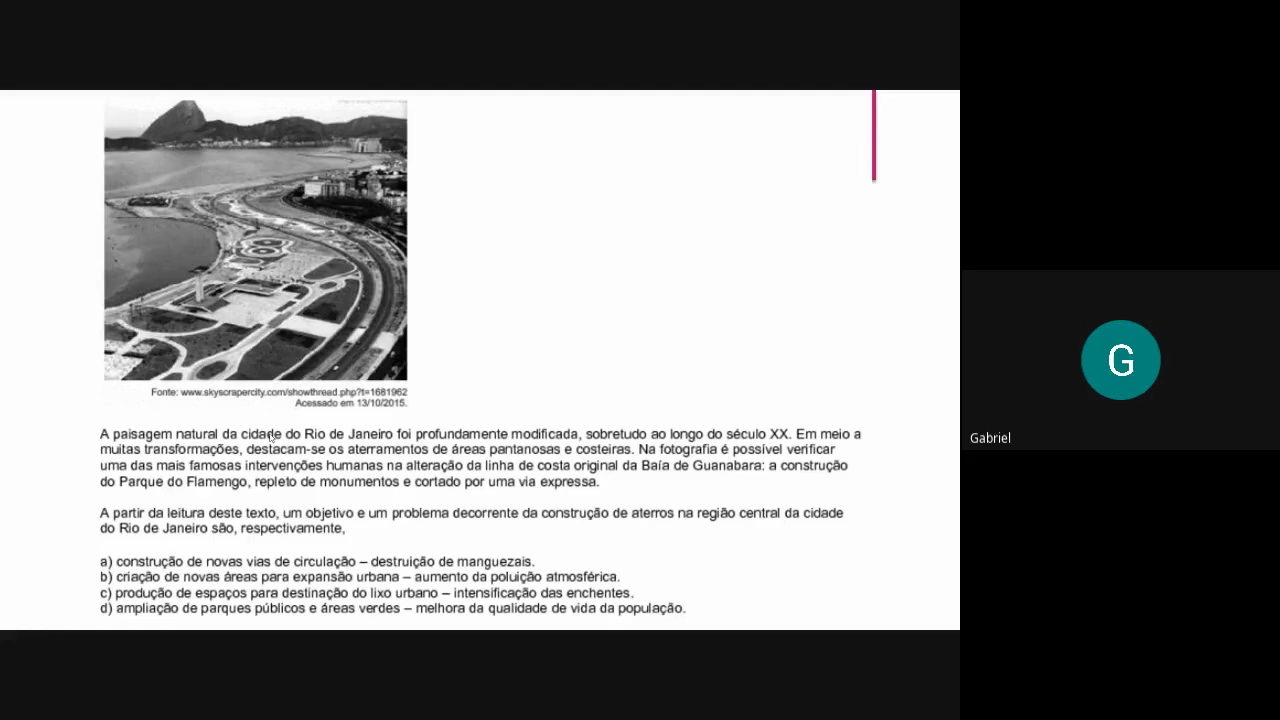 Fonte: www.skyscrapercity.com/showthread.php?t=1681962
Acessado em 13/10/2015.
A paisagem natural da cidade do Rio de Janeiro foi profundamente modificada, sobretudo ao longo do século XX. Em meio a
muitas transformações, destacam-se os aterramentos de áreas pantanosas e costeiras. Na fotografia é possível verificar
uma das mais famosas intervenções humanas na alteração da linha de costa original da Baía de Guanabara: a construção
do Parque do Flamengo, repleto de monumentos e cortado por uma via expressa.
A partir da leitura deste texto, um objetivo e um problema decorrente da construção de aterros na região central da cidade
do Rio de Janeiro são, respectivamente,
a) construção de novas vias de circulação – destruição de manguezais.
b) criação de novas áreas para expansão urbana – aumento da poluição atmosférica.
c) produção de espaços para destinação do lixo urbano – intensificação das enchentes.
d) ampliação de parques públicos e áreas verdes – melhora da qualidade de vida da população.
G
Gabriel